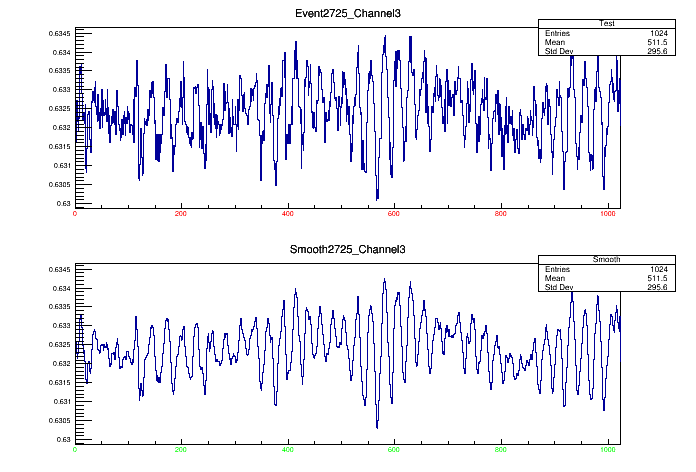 Event2725_Channel3
Test
Entries 1024
Mean 511.5
Std Dev 295.6
0.6345
0.634
0.6335
0.633
0.6325
0.632
0.6315
0.631
0.6305
0.63
0 200 400 600 800 1000
Smooth2725_Channel3
Smooth
Entries 1024
Mean 511.5
Std Dev 295.6
0.6345
0.634
0.6335
0.633
0.6325
0.632
0.6315
0.631
0.6305
0.63
0 200 400 600 800 1000